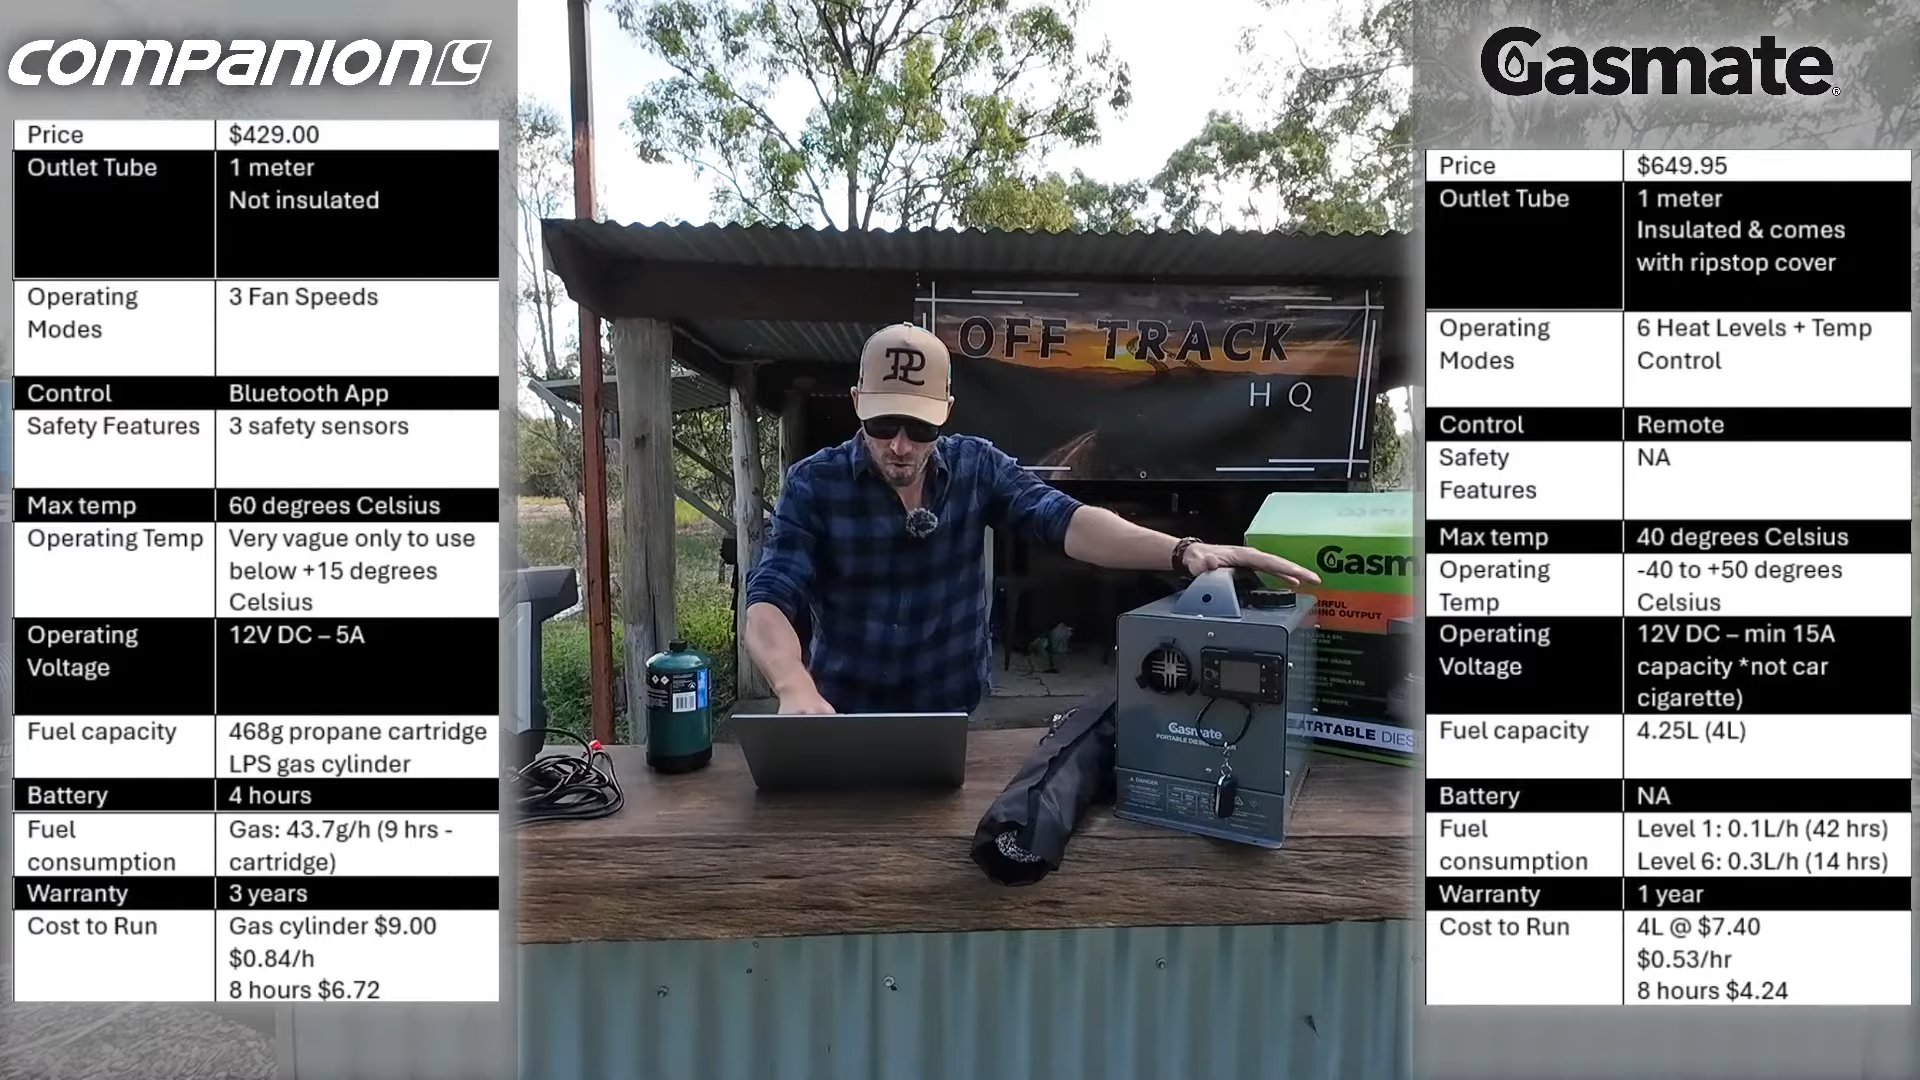 companion
Price $429.00
Outlet Tube 1 meter
Not insulated
Operating Modes 3 Fan Speeds
Control Bluetooth App
Safety Features 3 safety sensors
Max temp 60 degrees Celsius
Operating Temp Very vague only to use
below +15 degrees
Celsius
Operating Voltage 12V DC – 5A
Fuel capacity 468g propane cartridge
LPS gas cylinder
Battery 4 hours
Fuel consumption Gas: 43.7g/h (9 hrs -
cartridge)
Warranty 3 years
Cost to Run Gas cylinder $9.00
$0.84/h
8 hours $6.72
OFF TRACK
HQ
Gasm
HING OUTPUT
TRTABLE DIES
Gasmate
PORTABLE DIES
DANGER
Gasmate®
Price $649.95
Outlet Tube 1 meter
Insulated & comes
with ripstop cover
Operating Modes 6 Heat Levels + Temp
Control
Control Remote
Safety Features NA
Max temp 40 degrees Celsius
Operating Temp -40 to +50 degrees
Celsius
Operating Voltage 12V DC – min 15A
capacity *not car
cigarette)
Fuel capacity 4.25L (4L)
Battery NA
Fuel consumption Level 1: 0.1L/h (42 hrs)
Level 6: 0.3L/h (14 hrs)
Warranty 1 year
Cost to Run 4L @ $7.40
$0.53/hr
8 hours $4.24